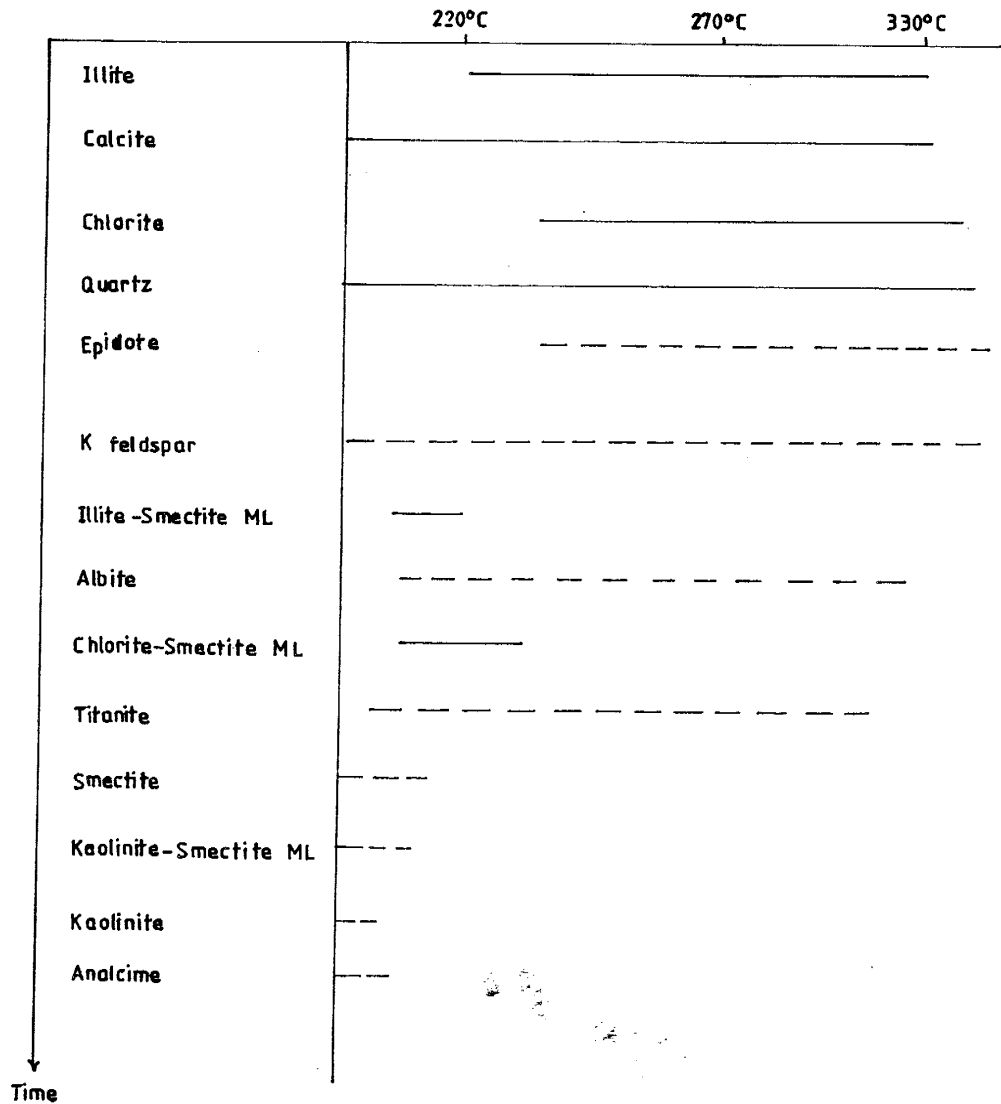 220°C 270°C 330°C
Illite
Calcite
Chlorite
Quartz
Epidote
K feldspar
Illite-Smectite ML
Albite
Chlorite-Smectite ML
Titanite
Smectite
Kaolinite-Smectite ML
Kaolinite
Analcime
Time